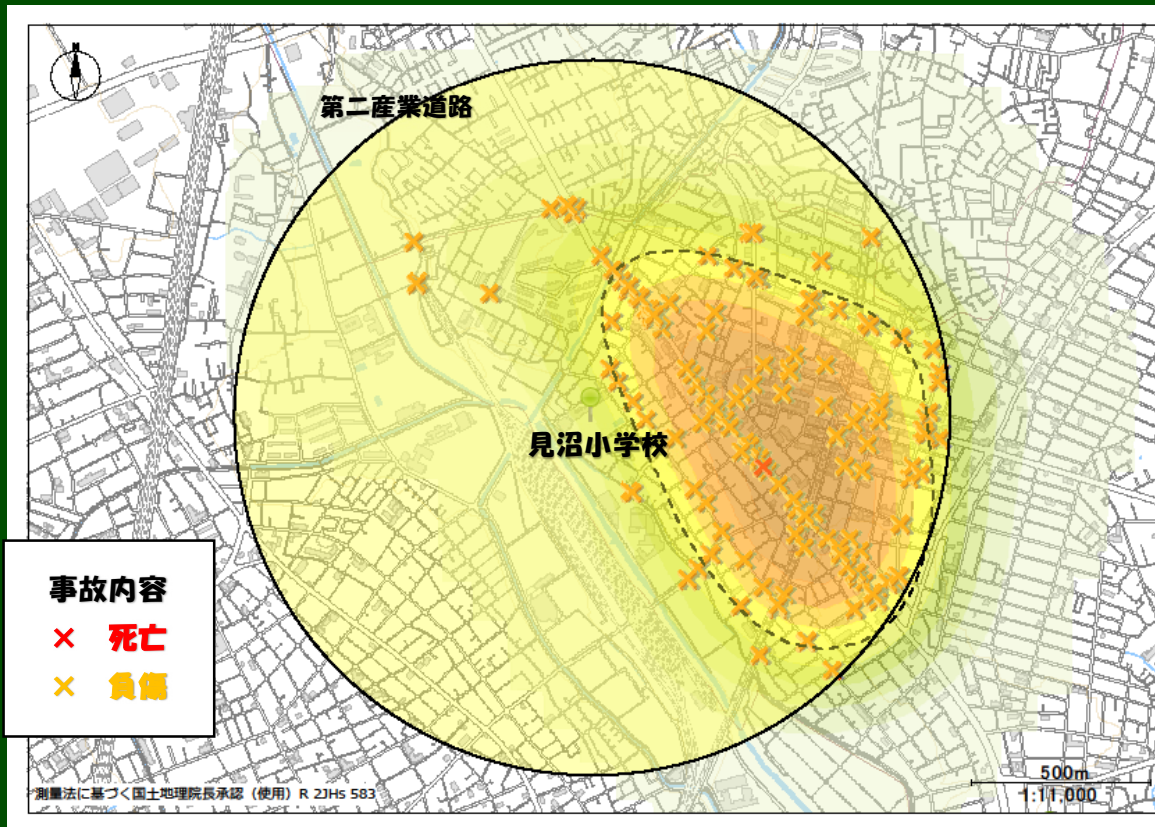 N
第二産業道路
見沼小学校
事故内容
× 死亡
× 負傷
500m
1:11,000
測量法に基づく国土地理院長承認（使用）R 2JHs 583